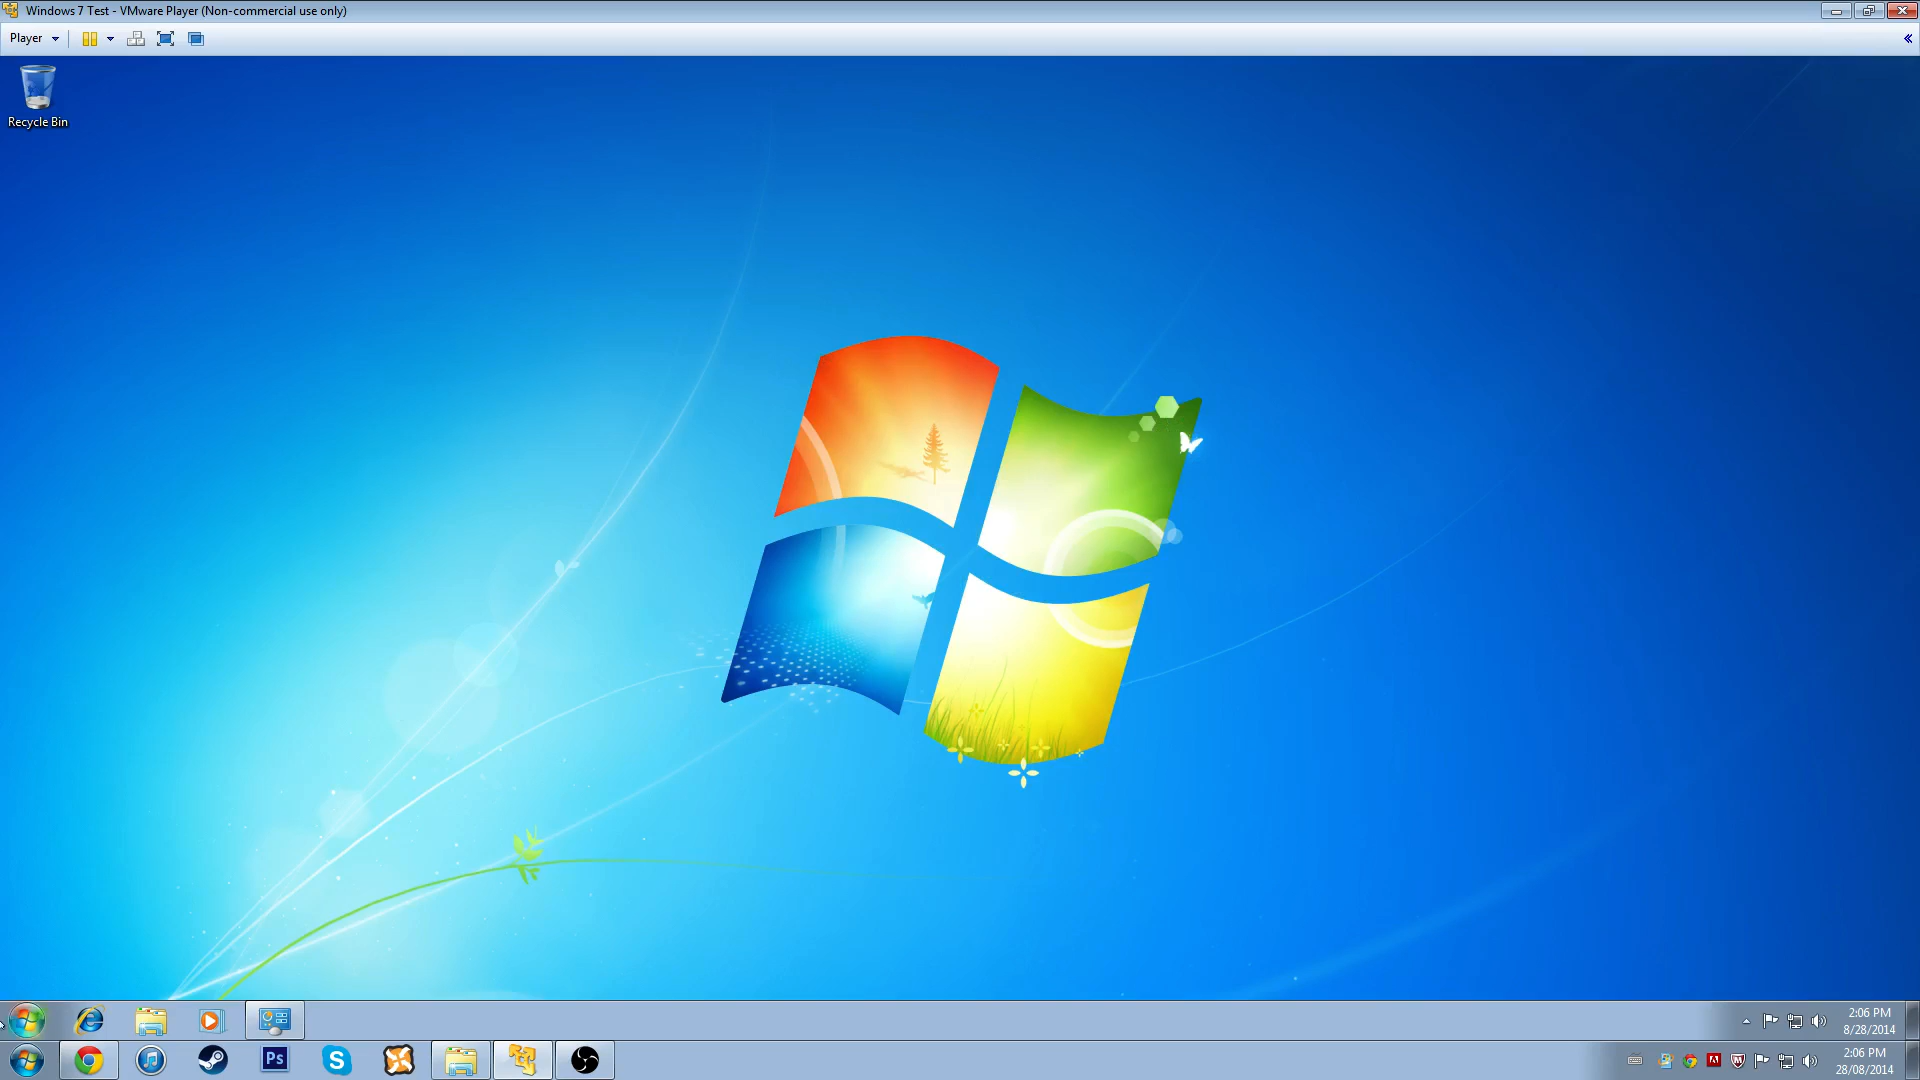 Windows 7 Test - VMware Player (Non-commercial use only)
Player
Recycle Bin
2:06 PM
8/28/2014
Ps
S
2:06 PM
28/08/2014